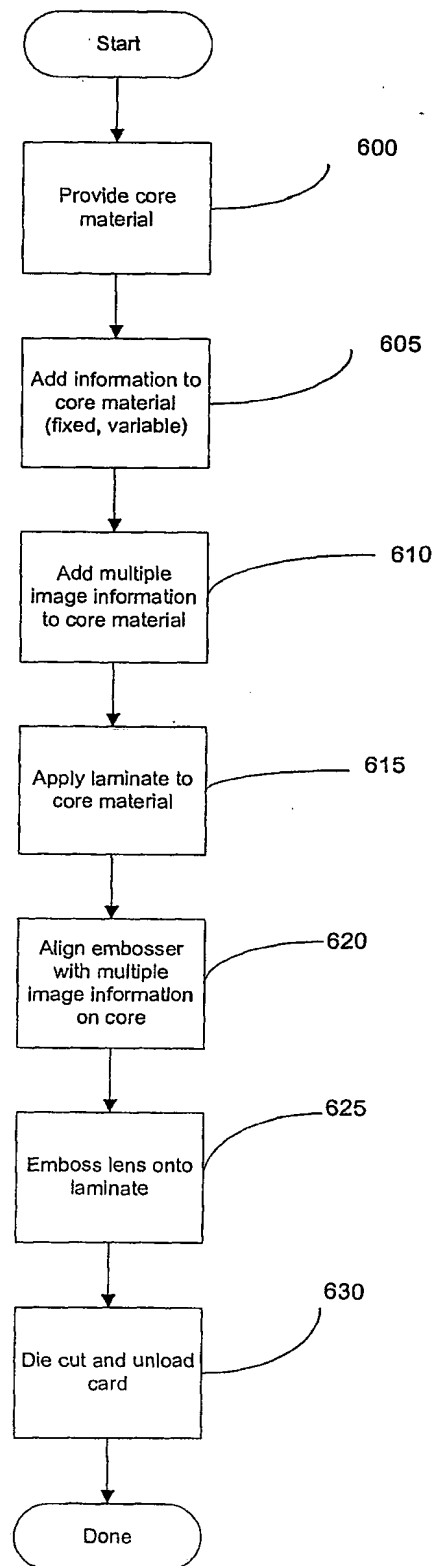 Start
600
Provide core
material
605
Add information to
core material
(fixed, variable)
610
Add multiple
image information
to core material
615
Apply laminate to
core material
620
Align embosser
with multiple
image information
on core
625
Emboss lens onto
laminate
630
Die cut and unload
card
Done